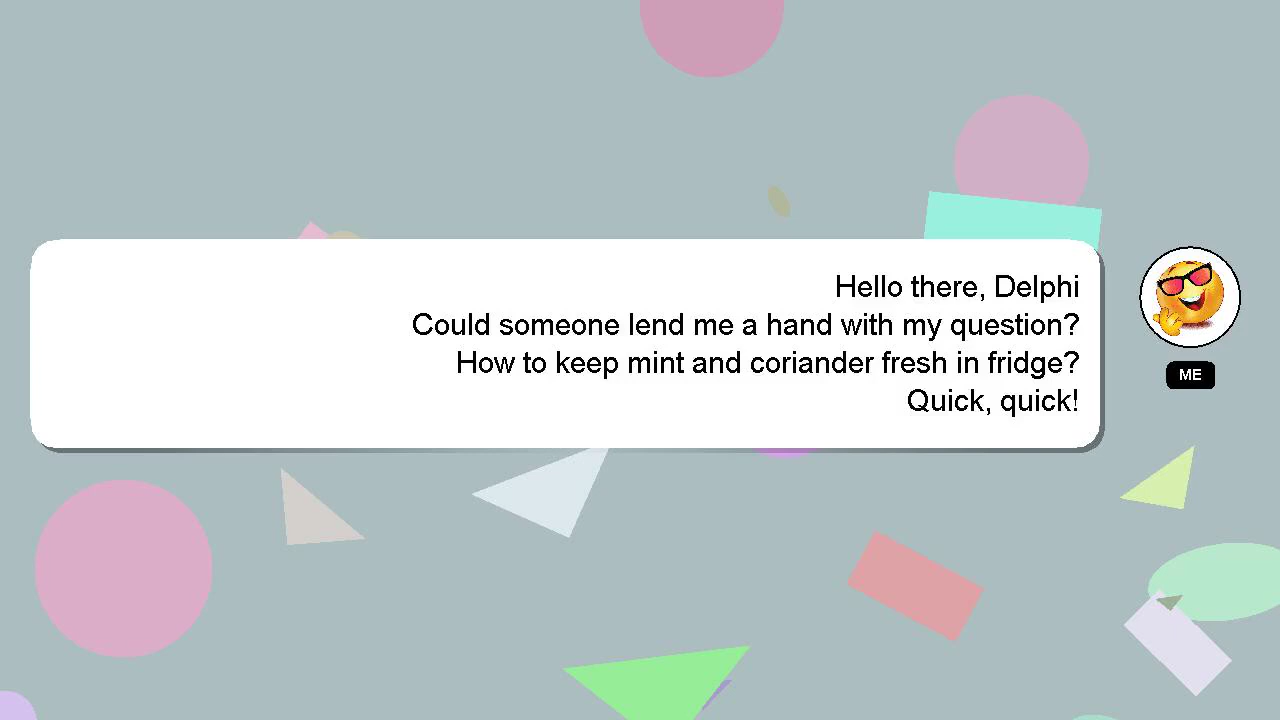 Hello there, Delphi
Could someone lend me a hand with my question?
How to keep mint and coriander fresh in fridge?
Quick, quick!
ME